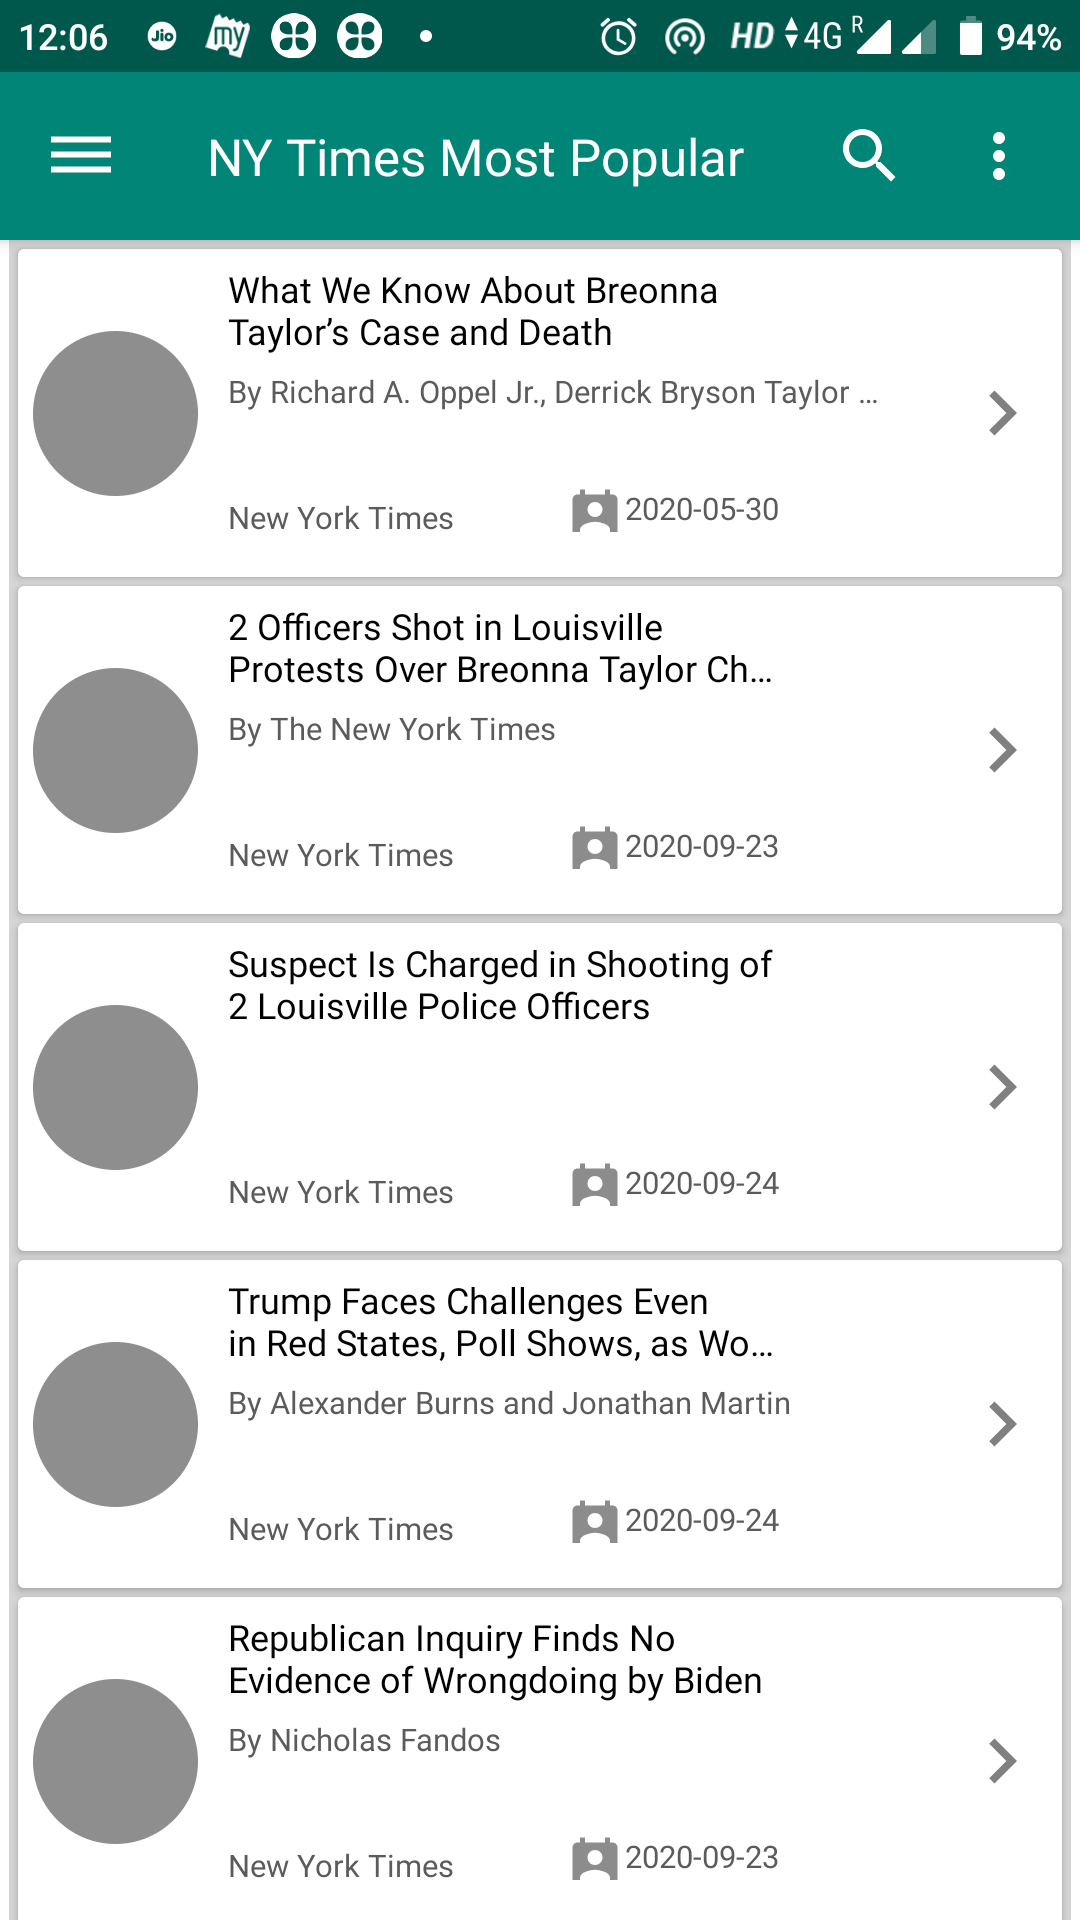 12:06 Jio my HD 4G R 94%
NY Times Most Popular
What We Know About Breonna
Taylor’s Case and Death
By Richard A. Oppel Jr., Derrick Bryson Taylor ...
New York Times 2020-05-30
2 Officers Shot in Louisville
Protests Over Breonna Taylor Ch...
By The New York Times
New York Times 2020-09-23
Suspect Is Charged in Shooting of
2 Louisville Police Officers
New York Times 2020-09-24
Trump Faces Challenges Even
in Red States, Poll Shows, as Wo...
By Alexander Burns and Jonathan Martin
New York Times 2020-09-24
Republican Inquiry Finds No
Evidence of Wrongdoing by Biden
By Nicholas Fandos
New York Times 2020-09-23